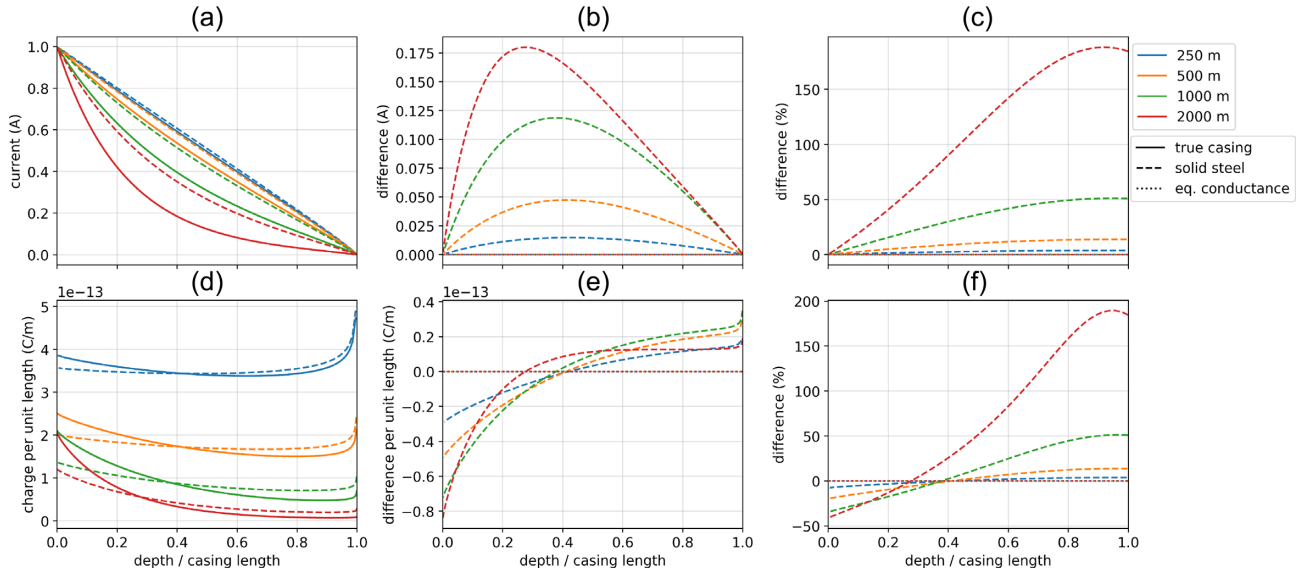 (a)
(b)
(c)
1.0
0.8
0.6
0.4
0.2
0.0
current (A)
0.175
0.150
0.125
0.100
0.075
0.050
0.025
0.000
difference (A)
150
100
50
0
difference (%)
250 m
500 m
1000 m
2000 m
true casing
solid steel
eq. conductance
(d)
(e)
(f)
1e−13
5
4
3
2
1
0
charge per unit length (C/m)
0.0 0.2 0.4 0.6 0.8 1.0
depth / casing length
1e−13
0.4
0.2
0.0
−0.2
−0.4
−0.6
−0.8
difference per unit length (C/m)
0.0 0.2 0.4 0.6 0.8 1.0
depth / casing length
200
150
100
50
0
−50
difference (%)
0.0 0.2 0.4 0.6 0.8 1.0
depth / casing length